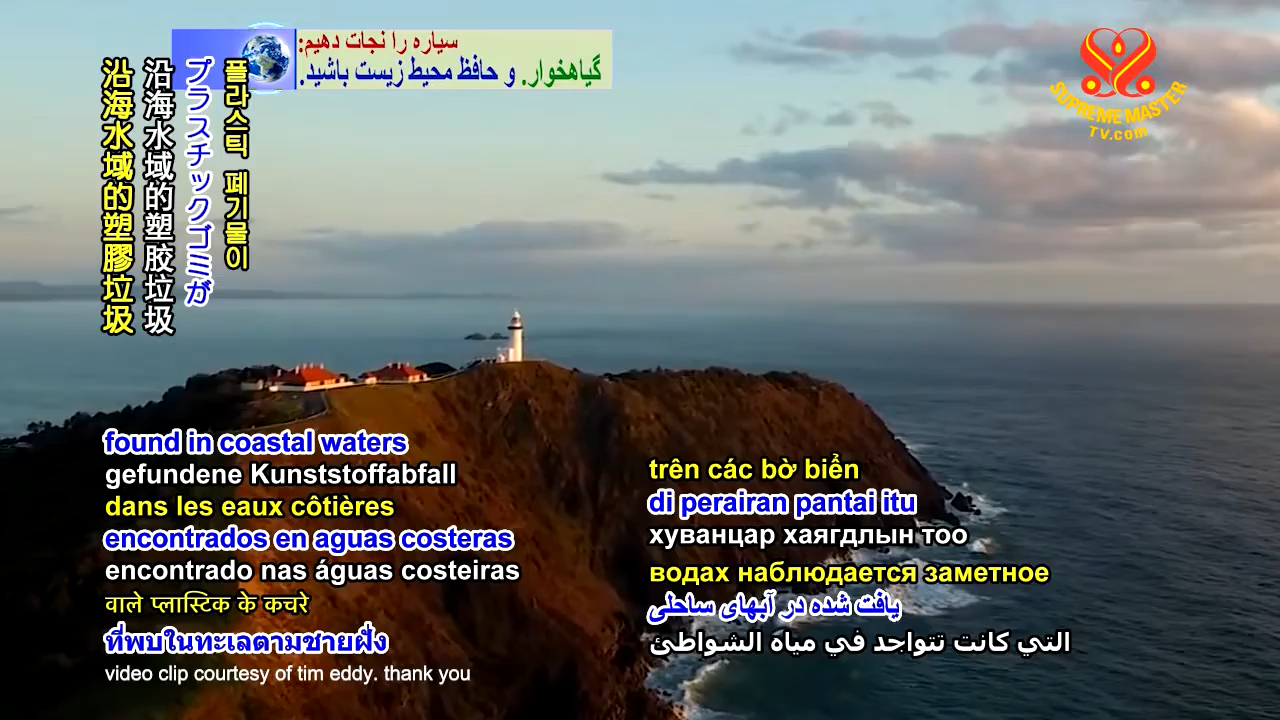 سیاره را نجات دهیم:
گیاهخوار. و حافظ محیط زیست باشید.
SUPREME MASTER
TV.com
플라스틱 폐기물이
プラスチックゴミが
沿海水域的塑胶垃圾
沿海水域的塑膠垃圾
found in coastal waters
gefundene Kunststoffabfall
dans les eaux côtières
encontrados en aguas costeras
encontrado nas águas costeiras
वाले प्लास्टिक के कचरे
ที่พบในทะเลตามชายฝั่ง
video clip courtesy of tim eddy. thank you
trên các bờ biển
di perairan pantai itu
хуванцар хаягдлын тоо
водах наблюдается заметное
یافت شده در آبهای ساحلی
التي كانت تتواجد في مياه الشواطئ